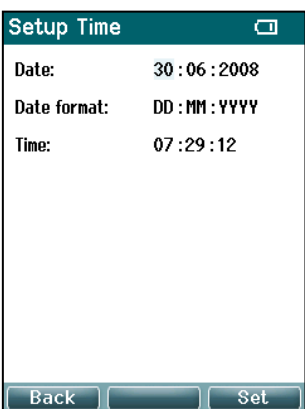 Setup Time
Date: 30:06:2008
Date format: DD:MM:YYYY
Time: 07:29:12
Back Set